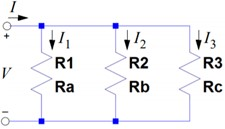 I
+
I1 I2 I3
V R1 R2 R3
Ra Rb Rc
−